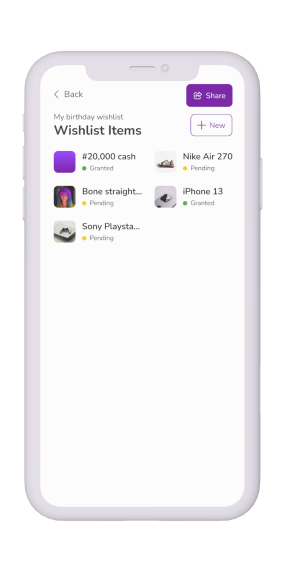 Back
Share
My birthday wishlist
Wishlist Items
New
#20,000 cash
Granted
Nike Air 270
Pending
Bone straight...
Pending
iPhone 13
Granted
Sony Playsta...
Pending